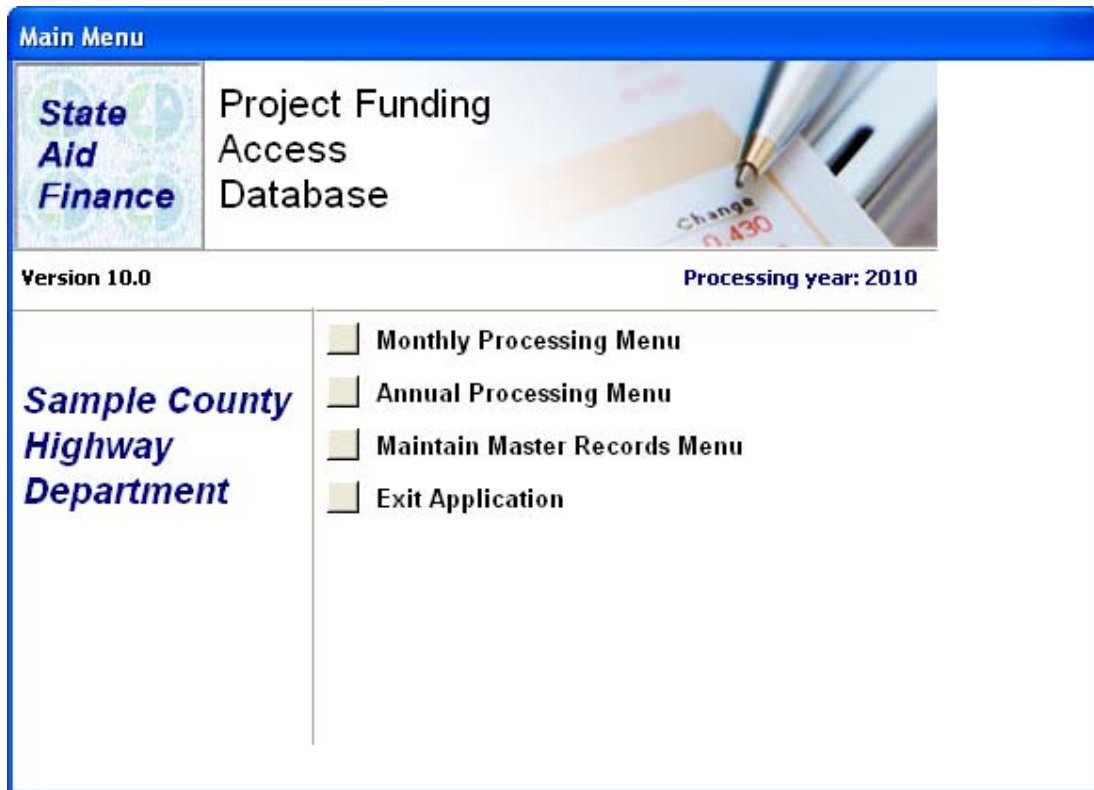 Main Menu
State
Aid
Finance
Project Funding
Access
Database
Change
0.430
Version 10.0
Processing year: 2010
Sample County
Highway
Department
Monthly Processing Menu
Annual Processing Menu
Maintain Master Records Menu
Exit Application